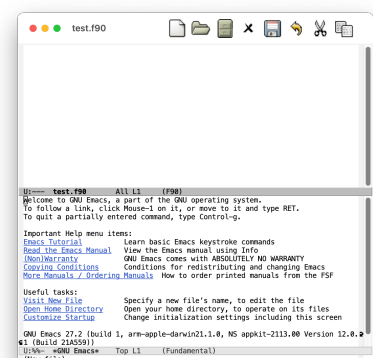 test.f90
U:--- test.f90 All L1 (F90)
Welcome to GNU Emacs, a part of the GNU operating system.
To follow a link, click Mouse-1 on it, or move to it and type RET.
To quit a partially entered command, type Control-g.
Important Help menu items:
Emacs Tutorial Learn basic Emacs keystroke commands
Read the Emacs Manual View the Emacs manual using Info
(Non)Warranty GNU Emacs comes with ABSOLUTELY NO WARRANTY
Copying Conditions Conditions for redistributing and changing Emacs
More Manuals / Ordering Manuals How to order printed manuals from the FSF
Useful tasks:
Visit New File Specify a new file's name, to edit the file
Open Home Directory Open your home directory, to operate on its files
Customize Startup Change initialization settings including this screen
GNU Emacs 27.2 (build 1, arm-apple-darwin21.1.0, NS appkit-2113.00 Version 12.0.
1 (Build 21A559))
U:%%- *GNU Emacs* Top L1 (Fundamental)
(New file)